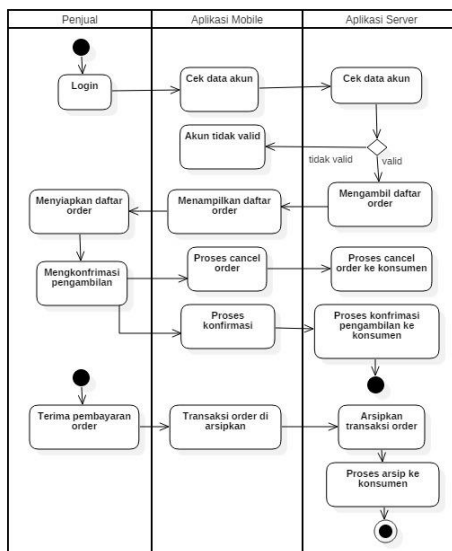 Penjual
Aplikasi Mobile
Aplikasi Server
Login
Cek data akun
Cek data akun
Akun tidak valid
tidak valid
valid
Menyiapkan daftar
order
Menampilkan daftar
order
Mengambil daftar
order
Mengkonfrimasi
pengambilan
Proses cancel
order
Proses cancel
order ke konsumen
Proses
konfirmasi
Proses konfrimasi
pengambilan ke
konsumen
Terima pembayaran
order
Transaksi order di
arsipkan
Arsipkan
transaksi order
Proses arsip ke
konsumen